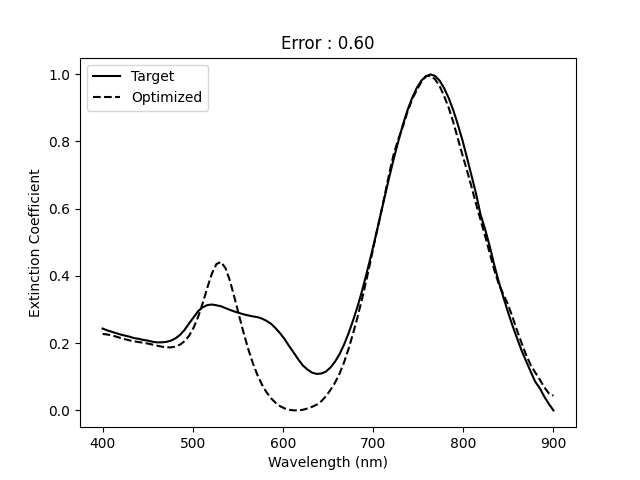 Error : 0.60
Target
Optimized
Extinction Coefficient
1.0
0.8
0.6
0.4
0.2
0.0
400 500 600 700 800 900
Wavelength (nm)